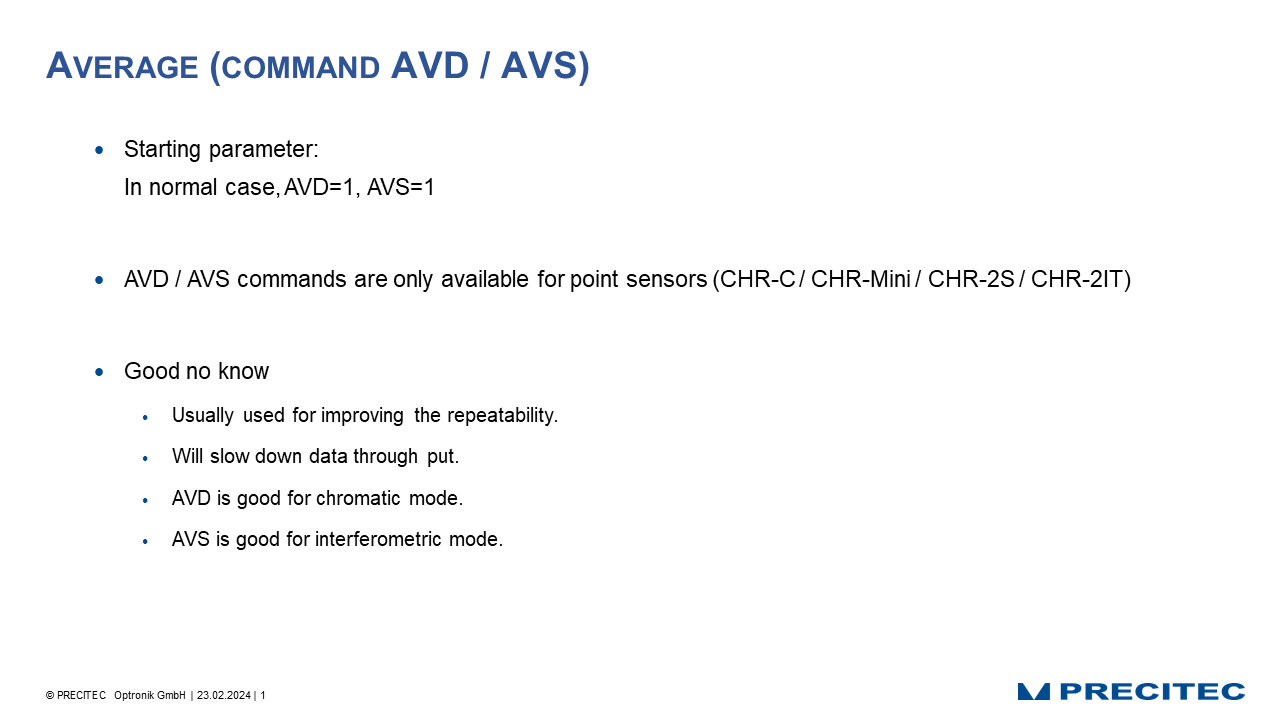 AVERAGE (COMMAND AVD / AVS)
• Starting parameter:
In normal case, AVD=1, AVS=1
• AVD / AVS commands are only available for point sensors (CHR-C / CHR-Mini / CHR-2S / CHR-2IT)
• Good no know
• Usually used for improving the repeatability.
• Will slow down data through put.
• AVD is good for chromatic mode.
• AVS is good for interferometric mode.
© PRECITEC Optronik GmbH | 23.02.2024 | 1
PRECITEC